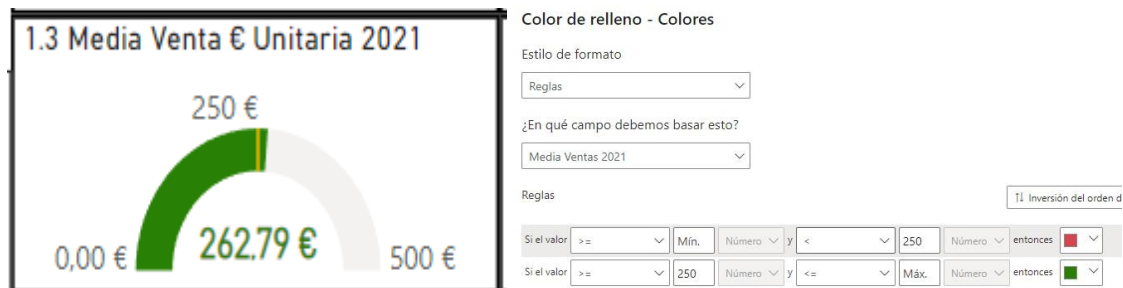 1.3 Media Venta € Unitaria 2021
250 €
262.79 €
0,00 €
500 €
Color de relleno - Colores
Estilo de formato
Reglas
¿En qué campo debemos basar esto?
Media Ventas 2021
Reglas
↑↓ Inversión del orden d
Si el valor >= Mín. Número y < 250 Número entonces
Si el valor >= 250 Número y <= Máx. Número entonces